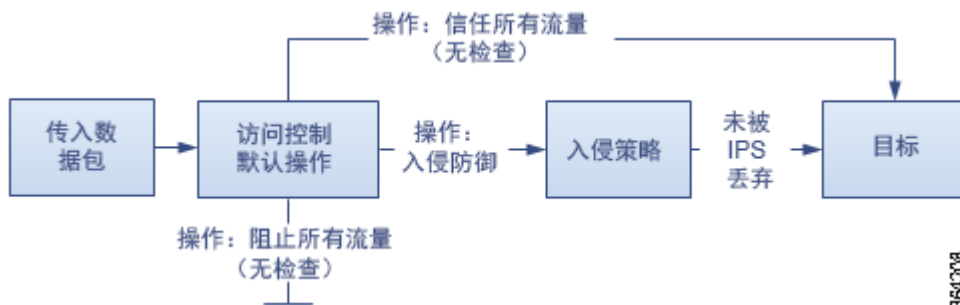 操作：信任所有流量
（无检查）
传入数
据包
访问控制
默认操作
操作：
入侵防御
入侵策略
未被
IPS
丢弃
目标
操作：阻止所有流量
（无检查）